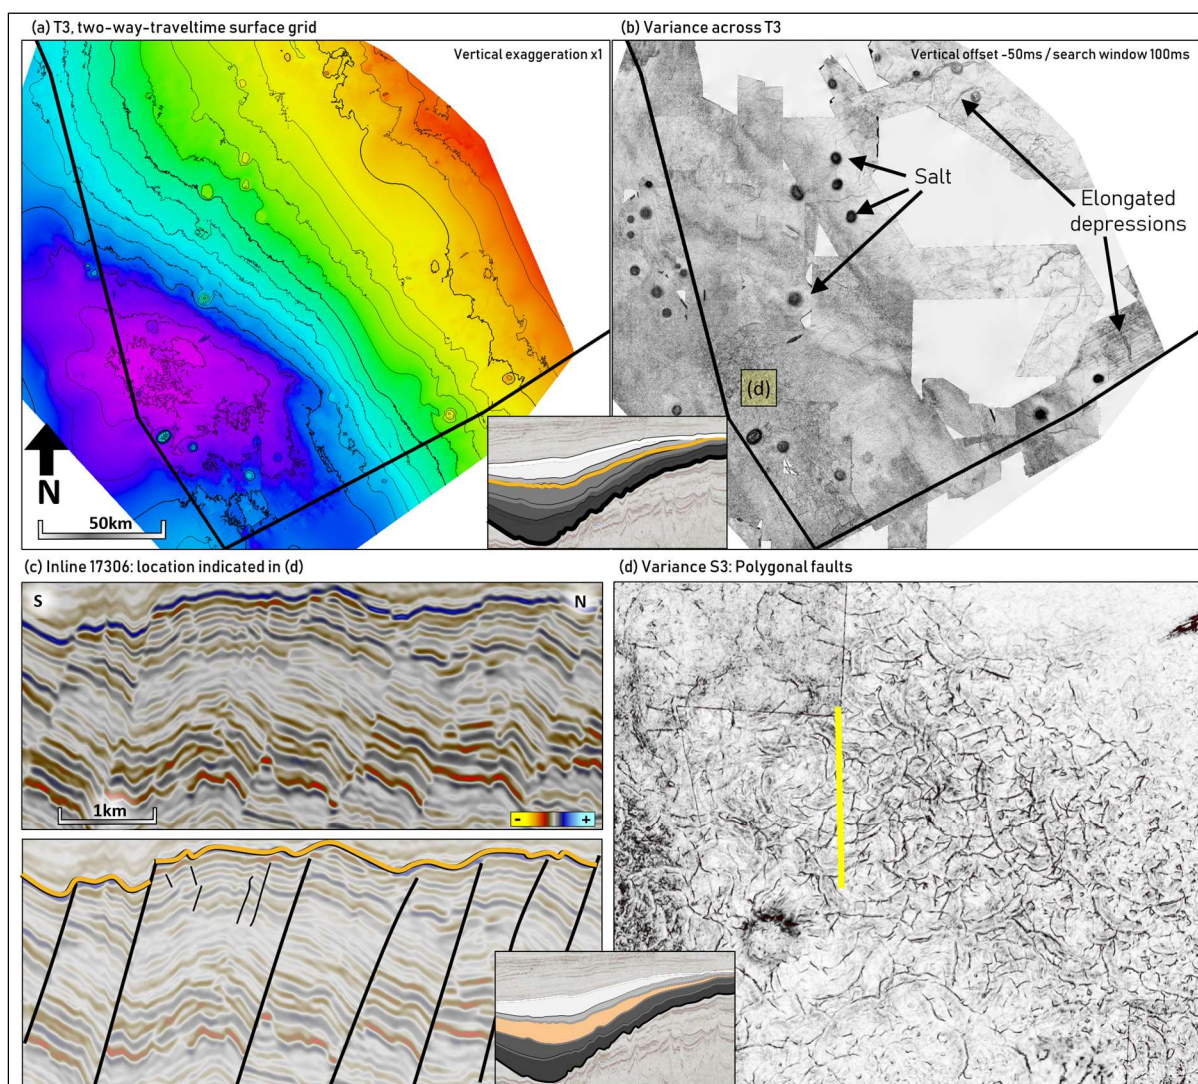 (a) T3, two-way-traveltime surface grid
Vertical exaggeration x1
N
50km
(b) Variance across T3
Vertical offset -50ms / search window 100ms
Salt
Elongated
depressions
(d)
(c) Inline 17306: location indicated in (d)
S
N
1km
- +
(d) Variance S3: Polygonal faults